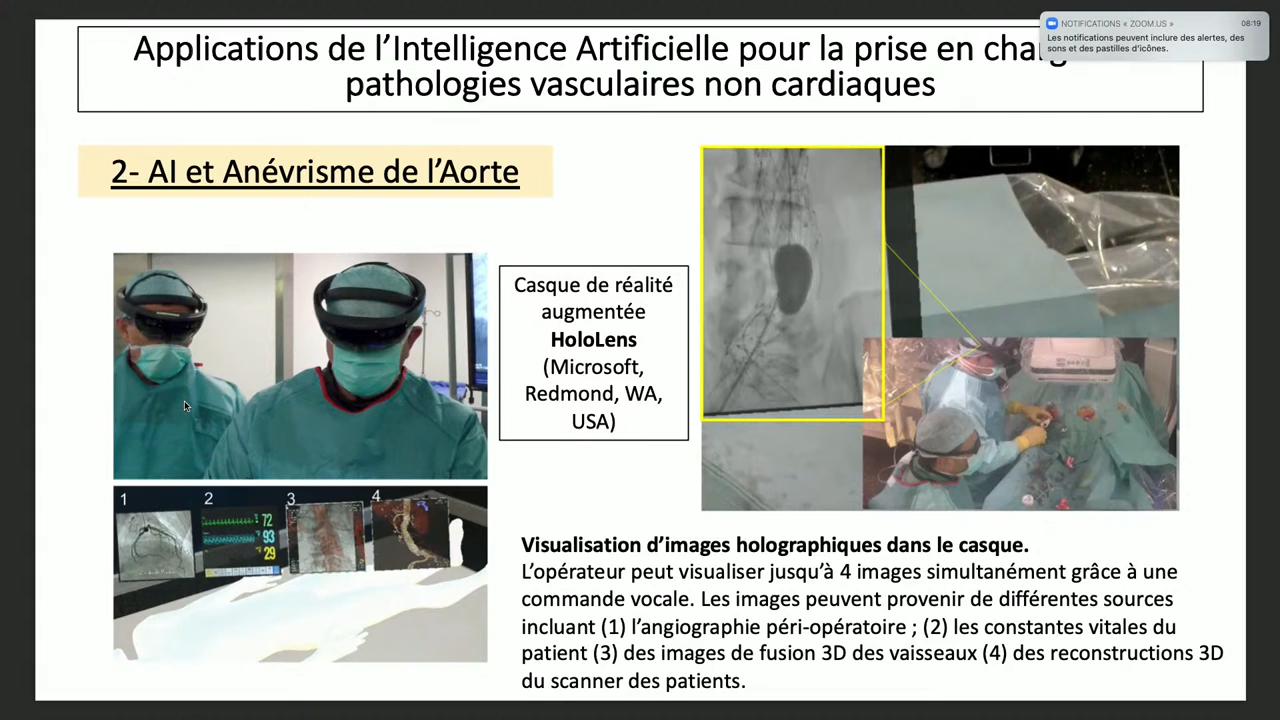 NOTIFICATIONS « ZOOM.US »
08:19
Les notifications peuvent inclure des alertes, des
sons et des pastilles d'icônes.
Applications de l'Intelligence Artificielle pour la prise en charg
pathologies vasculaires non cardiaques
2- AI et Anévrisme de l'Aorte
Casque de réalité
augmentée
HoloLens
(Microsoft,
Redmond, WA,
USA)
1
2
3
4
72
93
29
Visualisation d'images holographiques dans le casque.
L'opérateur peut visualiser jusqu'à 4 images simultanément grâce à une
commande vocale. Les images peuvent provenir de différentes sources
incluant (1) l'angiographie péri-opératoire ; (2) les constantes vitales du
patient (3) des images de fusion 3D des vaisseaux (4) des reconstructions 3D
du scanner des patients.